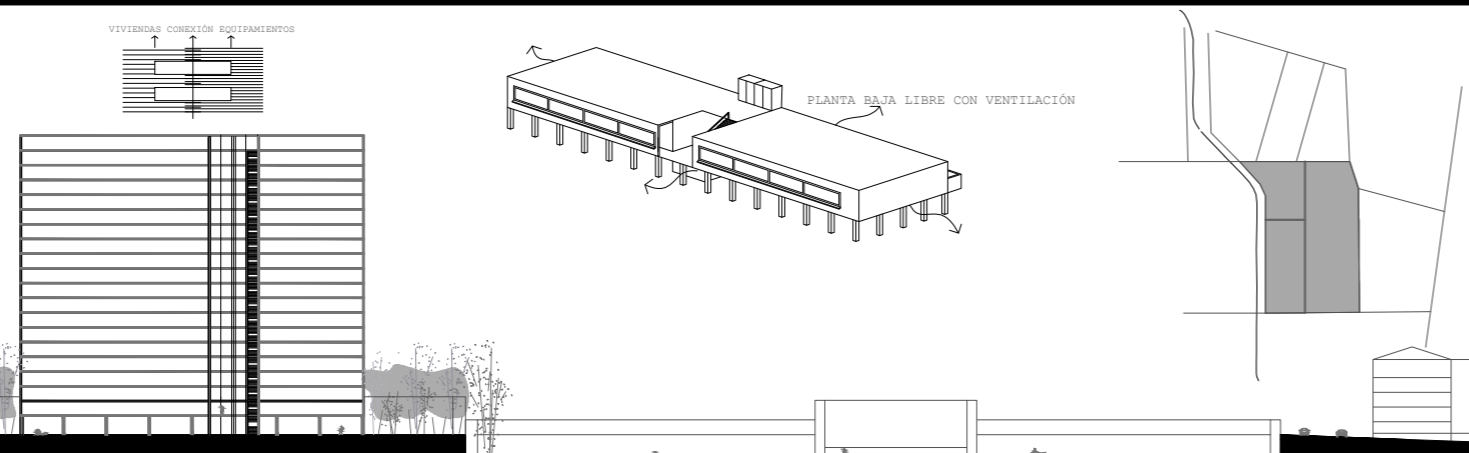 VIVIENDAS CONEXIÓN EQUIPAMIENTOS
PLANTA BAJA LIBRE CON VENTILACIÓN